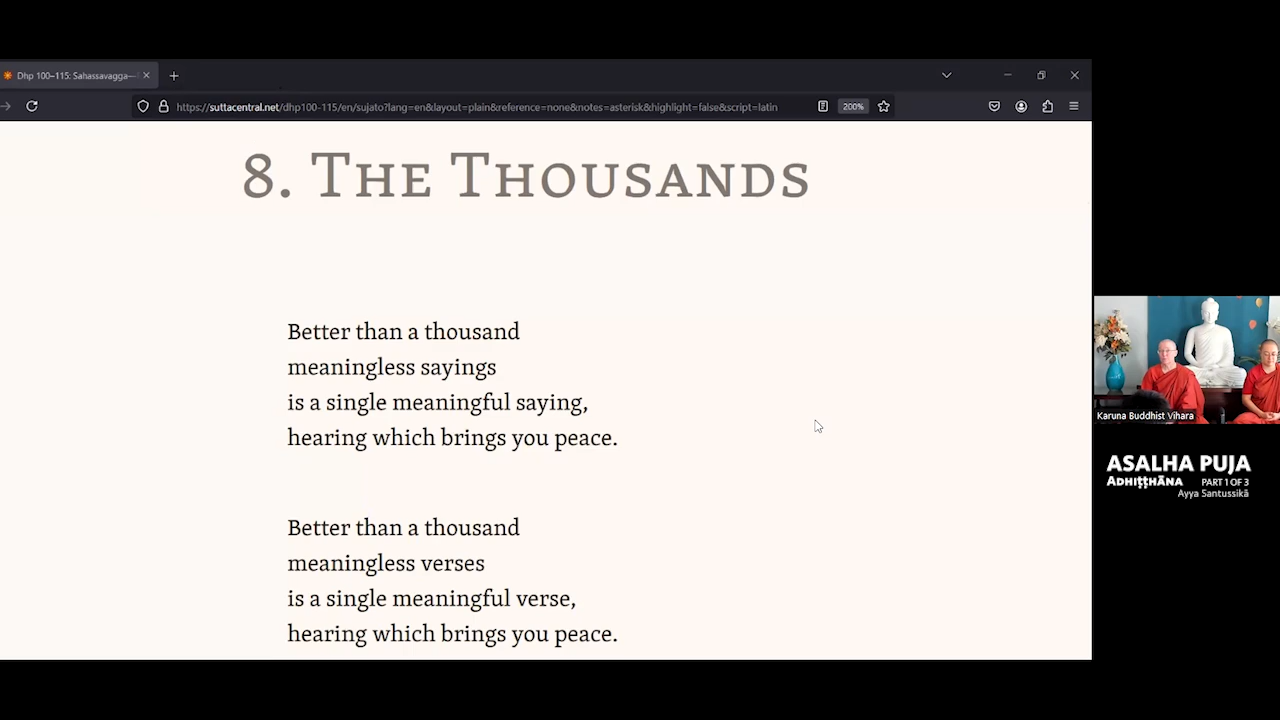 Dhp 100–115: Sahassavagga—
https://suttacentral.net/dhp100-115/en/sujato?lang=en&layout=plain&reference=none&notes=asterisk&highlight=false&script=latin
200%
8. The Thousands
Better than a thousand
meaningless sayings
is a single meaningful saying,
hearing which brings you peace.
Better than a thousand
meaningless verses
is a single meaningful verse,
hearing which brings you peace.
Karuna Buddhist Vihara
ASALHA PUJA
ADHIṬṬHĀNA PART 1 OF 3
Ayya Santussikā